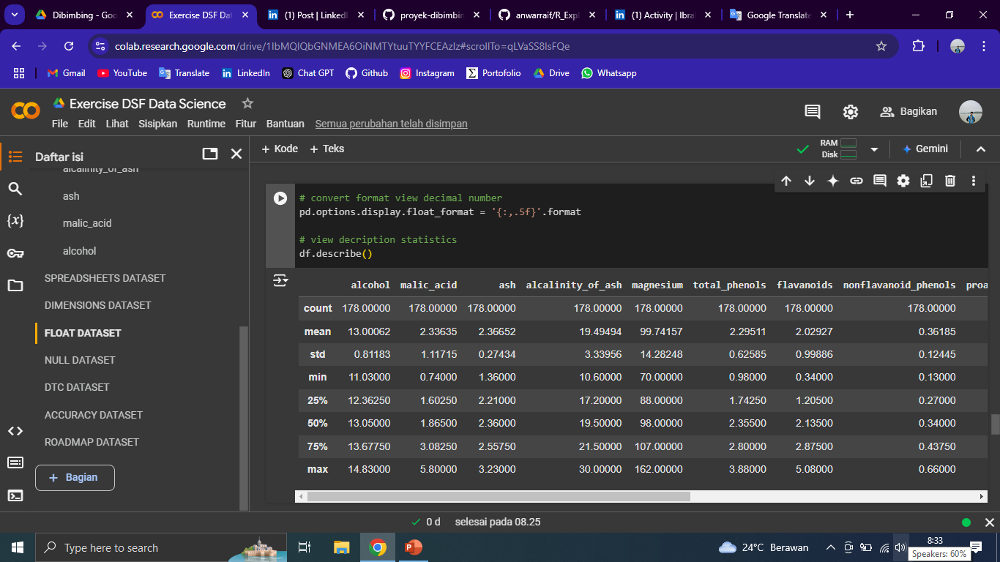 Dibimbing - Goo
Exercise DSF Dat
(1) Post | LinkedI
proyek-dibimbin
anwarraif/R_Expl
(1) Activity | Ibra
Google Translate
colab.research.google.com/drive/1IbMQlQbGNMEA6OiNMTYtuuTYYFCEAzIz#scrollTo=qLVaSS8lsFQe
Gmail YouTube Translate LinkedIn Chat GPT Github Instagram Portofolio Drive Whatsapp
Exercise DSF Data Science
File Edit Lihat Sisipkan Runtime Fitur Bantuan Semua perubahan telah disimpan
Bagikan
Daftar isi
+ Kode + Teks
RAM
Disk
Gemini
alcalinity_of_ash
ash
malic_acid
alcohol
SPREADSHEETS DATASET
DIMENSIONS DATASET
FLOAT DATASET
NULL DATASET
DTC DATASET
ACCURACY DATASET
ROADMAP DATASET
+ Bagian
# convert format view decimal number
pd.options.display.float_format = '{:,.5f}'.format
# view decription statistics
df.describe()
alcohol malic_acid ash alcalinity_of_ash magnesium total_phenols flavanoids nonflavanoid_phenols proa
count 178.00000 178.00000 178.00000 178.00000 178.00000 178.00000 178.00000 178.00000
mean 13.00062 2.33635 2.36652 19.49494 99.74157 2.29511 2.02927 0.36185
std 0.81183 1.11715 0.27434 3.33956 14.28248 0.62585 0.99886 0.12445
min 11.03000 0.74000 1.36000 10.60000 70.00000 0.98000 0.34000 0.13000
25% 12.36250 1.60250 2.21000 17.20000 88.00000 1.74250 1.20500 0.27000
50% 13.05000 1.86500 2.36000 19.50000 98.00000 2.35500 2.13500 0.34000
75% 13.67750 3.08250 2.55750 21.50000 107.00000 2.80000 2.87500 0.43750
max 14.83000 5.80000 3.23000 30.00000 162.00000 3.88000 5.08000 0.66000
0 d selesai pada 08.25
Type here to search
24°C Berawan
8:33
Speakers: 60%